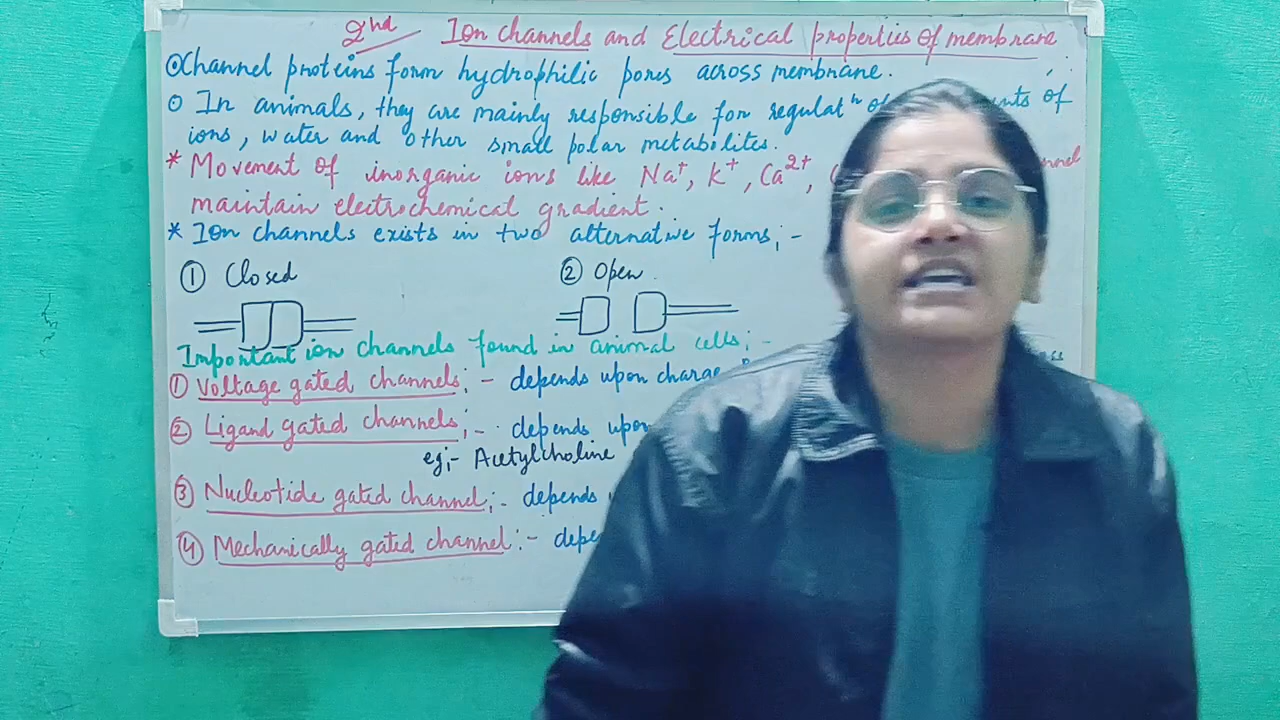 2nd Ion channels and Electrical properties of membrane
Channel proteins form hydrophilic pores across membrane.
In animals, they are mainly responsible for regulatn of
ions, water and other small polar metabolites.
* Movement of inorganic ions like Na+, K+, Ca2+,
maintain electrochemical gradient.
* Ion channels exists in two alternative forms;-
① Closed ② Open.
Important ion channels found in animal cells;-
① Voltage gated channels;- depends upon charge
② Ligand gated channels;- depends upon
eg;- Acetylcholine
③ Nucleotide gated channel;- depends
④ Mechanically gated channel:-